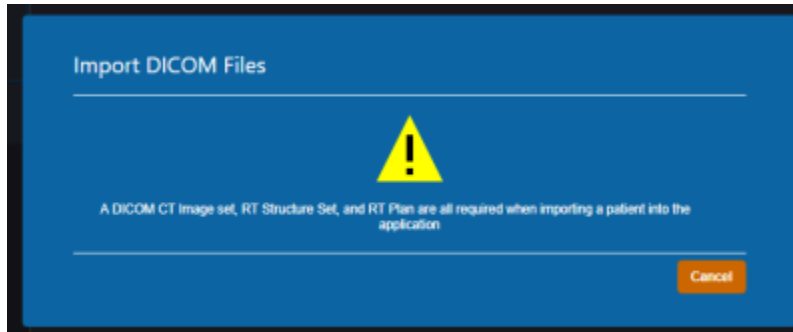 Import DICOM Files
!
A DICOM CT Image set, RT Structure Set, and RT Plan are all required when importing a patient into the
application
Cancel